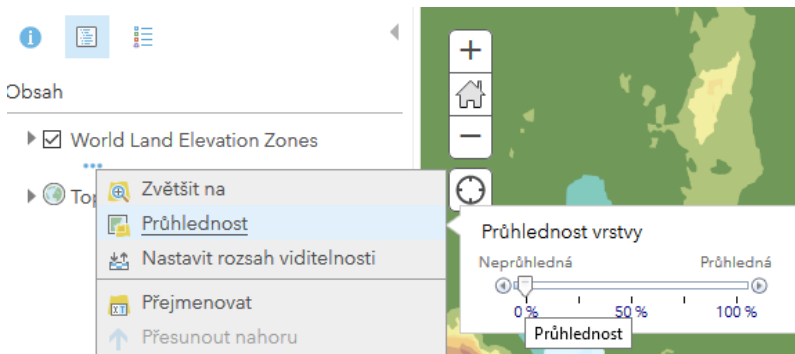 Obsah
World Land Elevation Zones
Top
Zvětšit na
Průhlednost
Nastavit rozsah viditelnosti
Přejmenovat
Přesunout nahoru
Průhlednost vrstvy
Neprůhledná Průhledná
0 % 50 % 100 %
Průhlednost